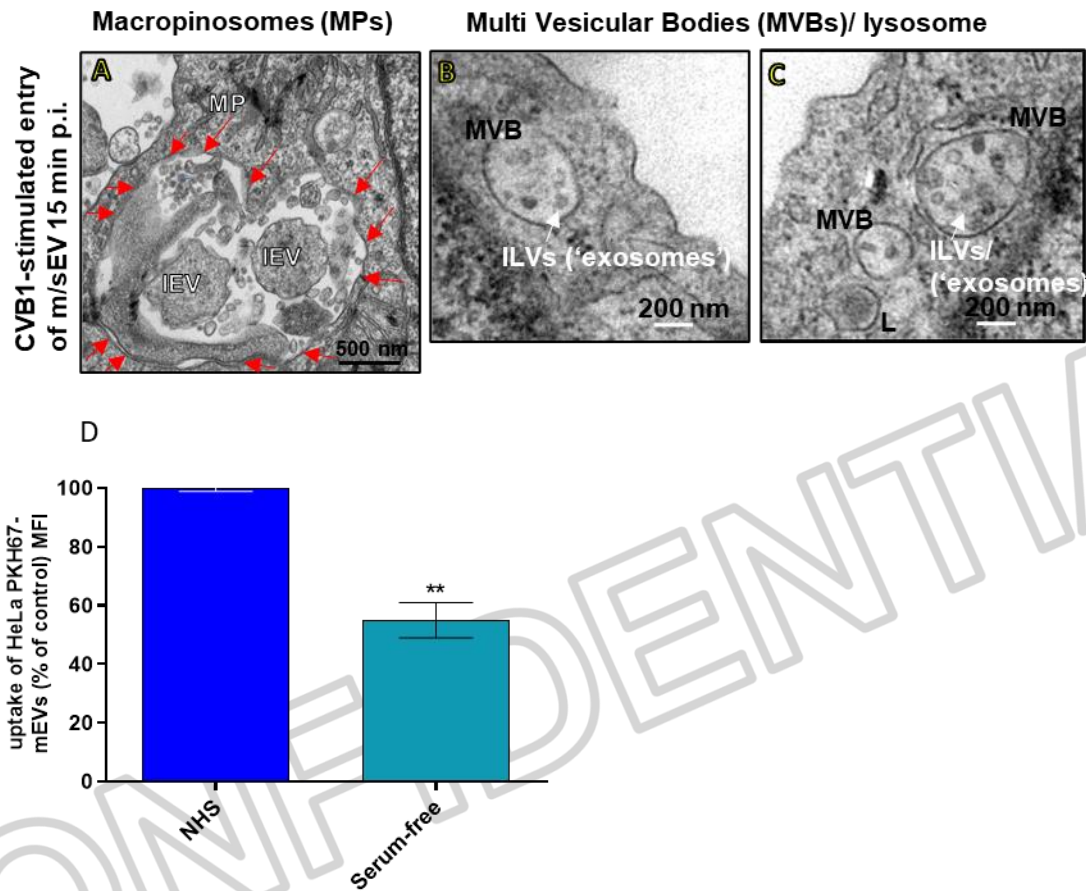 Macropinosomes (MPs)
Multi Vesicular Bodies (MVBs)/ lysosome
CVB1-stimulated entry
of m/sEV 15 min p.i.
A
MP
IEV
IEV
500 nm
B
MVB
ILVs ('exosomes')
200 nm
C
MVB
MVB
ILVs/
('exosomes)
L
200 nm
D
uptake of HeLa PKH67-
mEVs (% of control) MFI
100
80
60
40
20
0
**
NHS
Serum-free
ONFIDENTIA